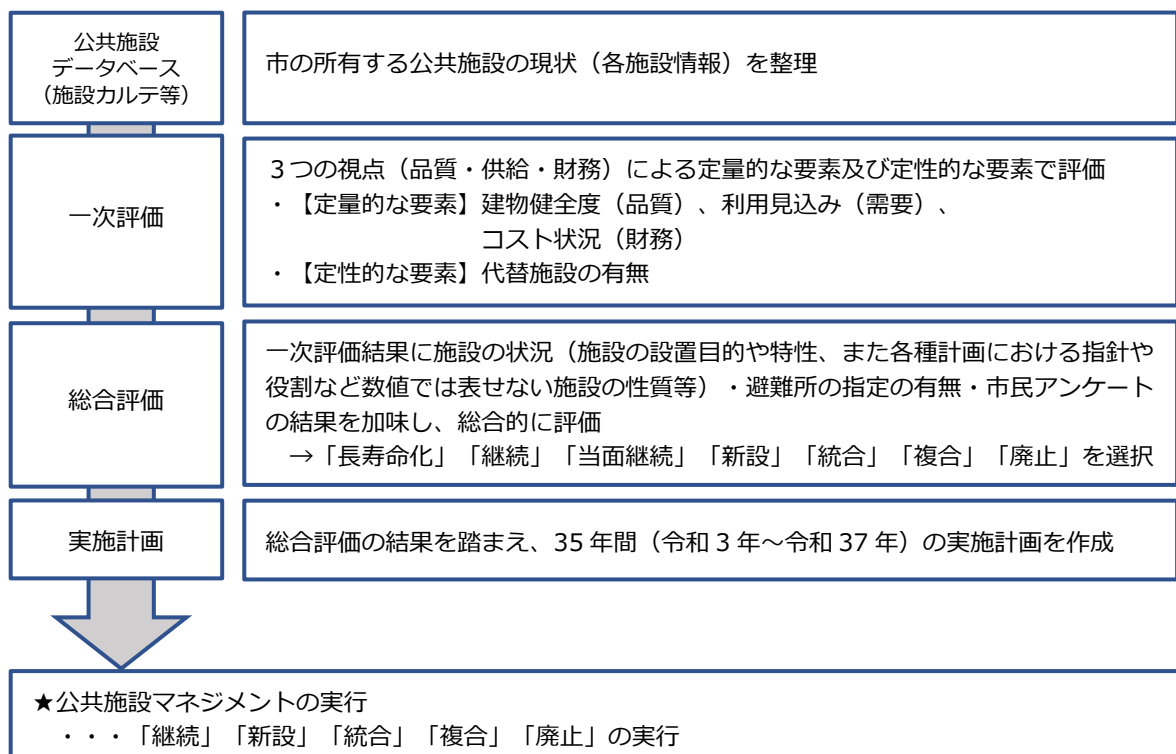 公共施設
データベース
（施設カルテ等）
市の所有する公共施設の現状（各施設情報）を整理
一次評価
３つの視点（品質・供給・財務）による定量的な要素及び定性的な要素で評価
・【定量的な要素】建物健全度（品質）、利用見込み（需要）、
コスト状況（財務）
・【定性的な要素】代替施設の有無
総合評価
一次評価結果に施設の状況（施設の設置目的や特性、また各種計画における指針や
役割など数値では表せない施設の性質等）・避難所の指定の有無・市民アンケート
の結果を加味し、総合的に評価
→「長寿命化」「継続」「当面継続」「新設」「統合」「複合」「廃止」を選択
実施計画
総合評価の結果を踏まえ、35 年間（令和 3 年～令和 37 年）の実施計画を作成
★公共施設マネジメントの実行
・・・「継続」「新設」「統合」「複合」「廃止」の実行